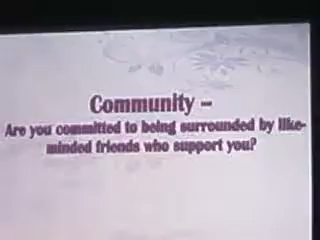 Community –
Are you committed to being surrounded by like-
minded friends who support you?